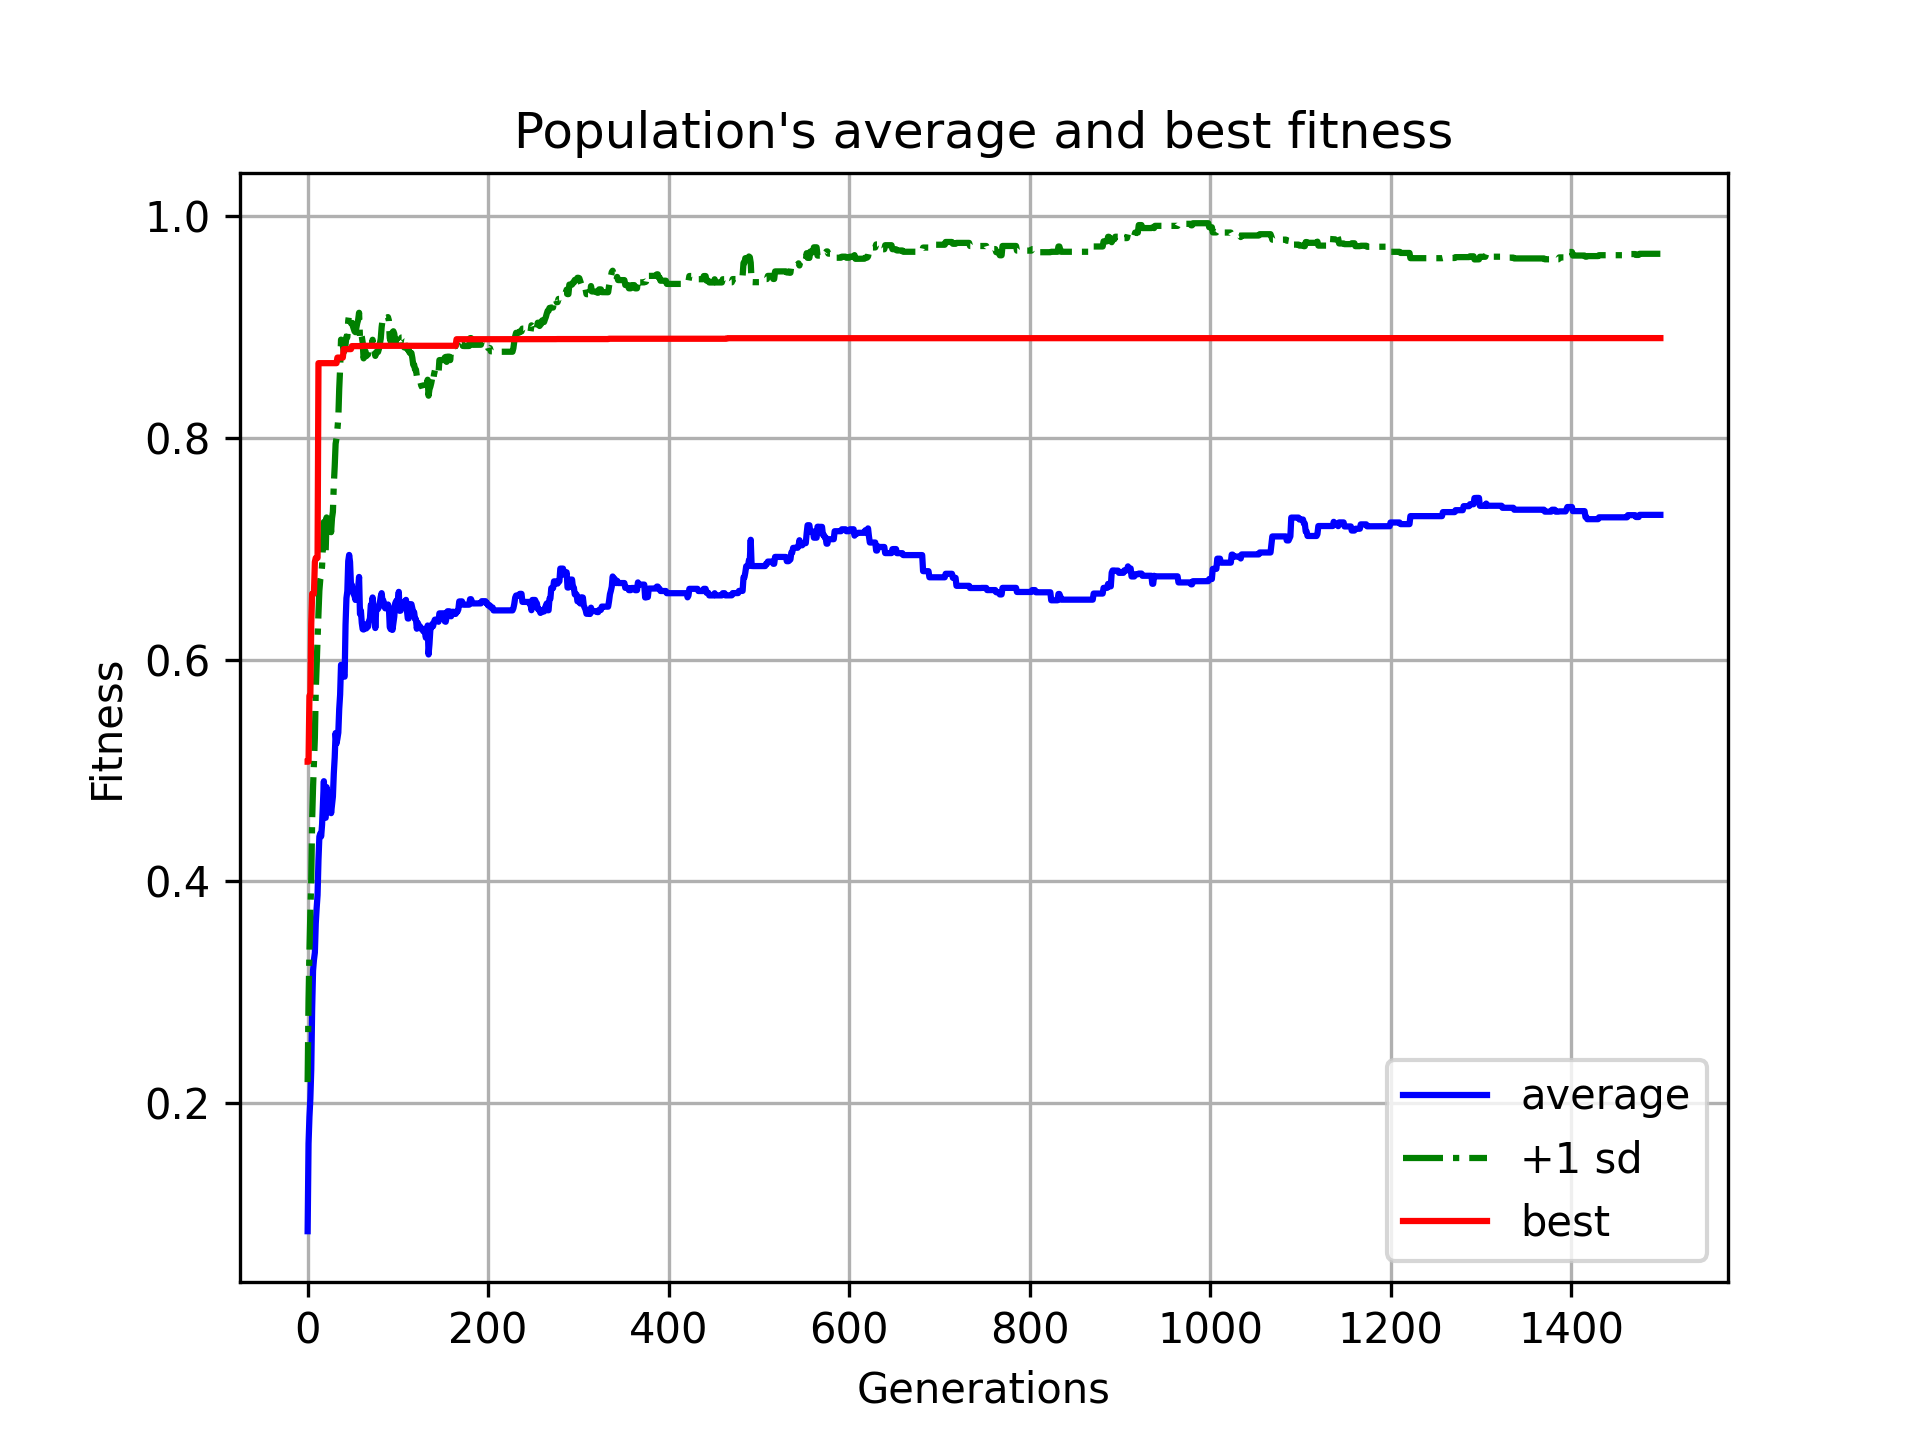 Population's average and best fitness
1.0
0.8
0.6
0.4
0.2
Fitness
0 200 400 600 800 1000 1200 1400
Generations
average
+1 sd
best